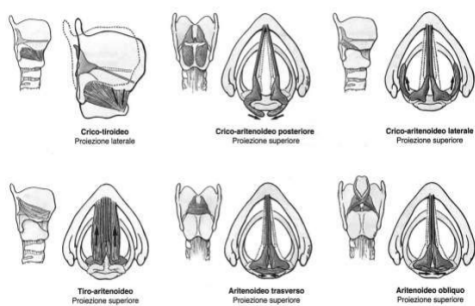 Crico-tiroideo
Proiezione laterale
Crico-aritenoideo posteriore
Proiezione superiore
Crico-aritenoideo laterale
Proiezione superiore
Tiro-aritenoideo
Proiezione superiore
Aritenoideo trasverso
Proiezione superiore
Aritenoideo obliquo
Proiezione superiore